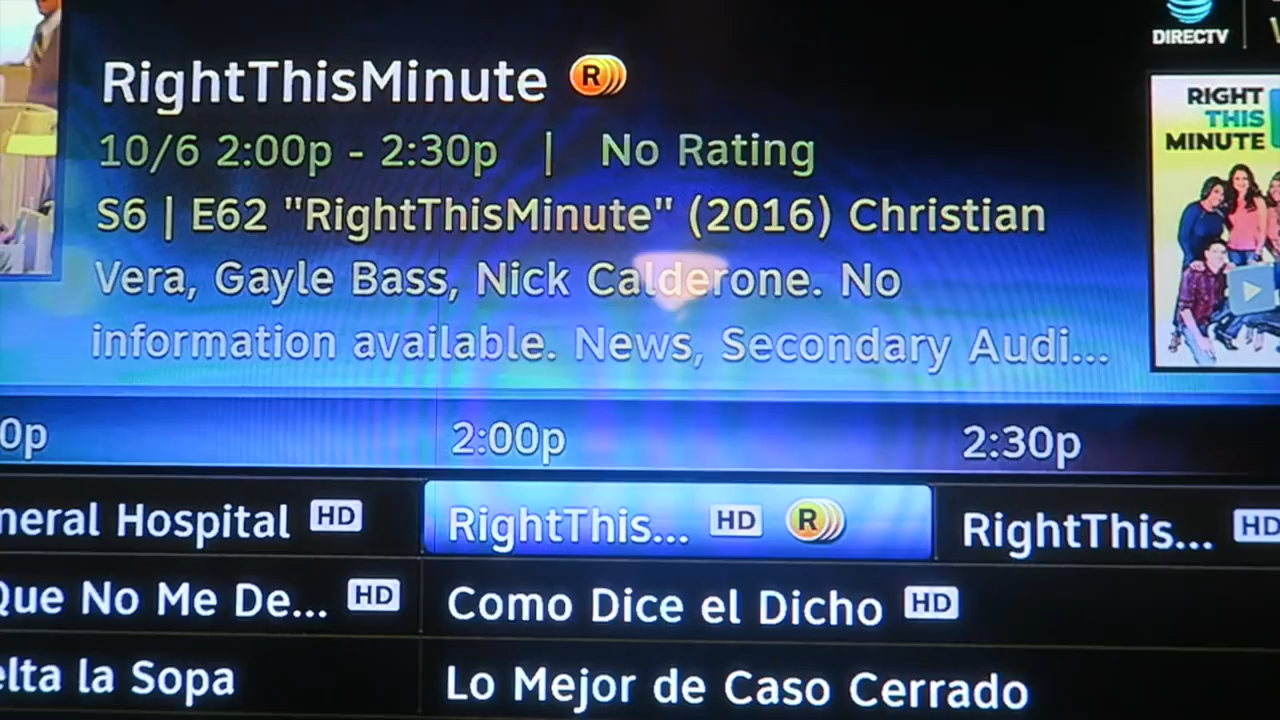 DIRECTV
RightThisMinute R
10/6 2:00p - 2:30p | No Rating
S6 | E62 "RightThisMinute" (2016) Christian
Vera, Gayle Bass, Nick Calderone. No
information available. News, Secondary Audi...
RIGHT
THIS
MINUTE
0p 2:00p 2:30p
neral Hospital HD RightThis... HD R RightThis... HD
Que No Me De... HD Como Dice el Dicho HD
elta la Sopa Lo Mejor de Caso Cerrado